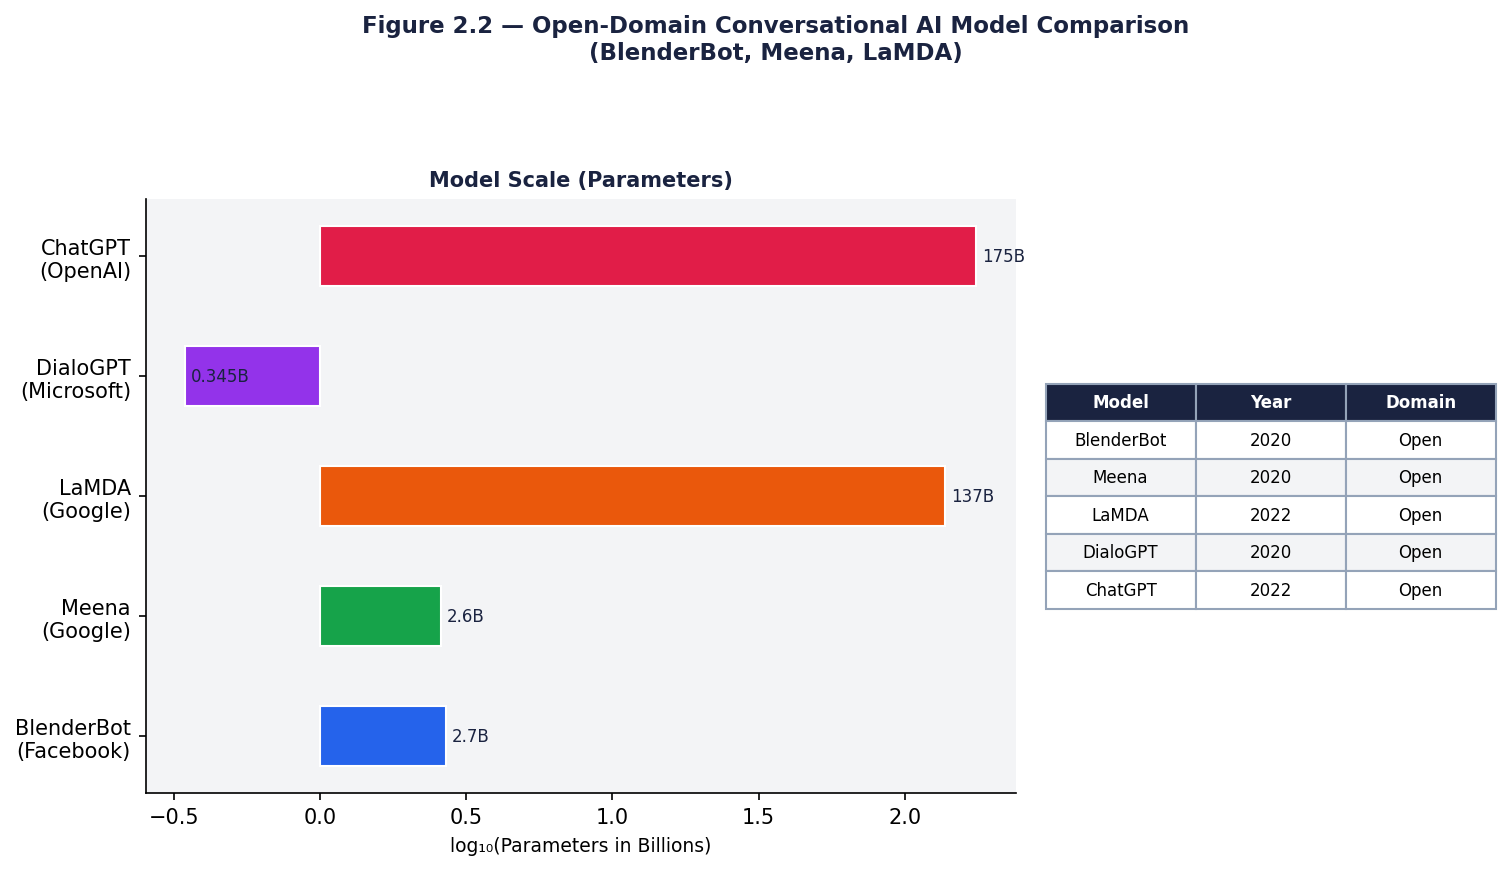 Figure 2.2 — Open-Domain Conversational AI Model Comparison
(BlenderBot, Meena, LaMDA)
Model Scale (Parameters)
ChatGPT
(OpenAI)
175B
DialoGPT
(Microsoft)
0.345B
LaMDA
(Google)
137B
Meena
(Google)
2.6B
BlenderBot
(Facebook)
2.7B
−0.5 0.0 0.5 1.0 1.5 2.0
log₁₀(Parameters in Billions)
Model Year Domain
BlenderBot 2020 Open
Meena 2020 Open
LaMDA 2022 Open
DialoGPT 2020 Open
ChatGPT 2022 Open